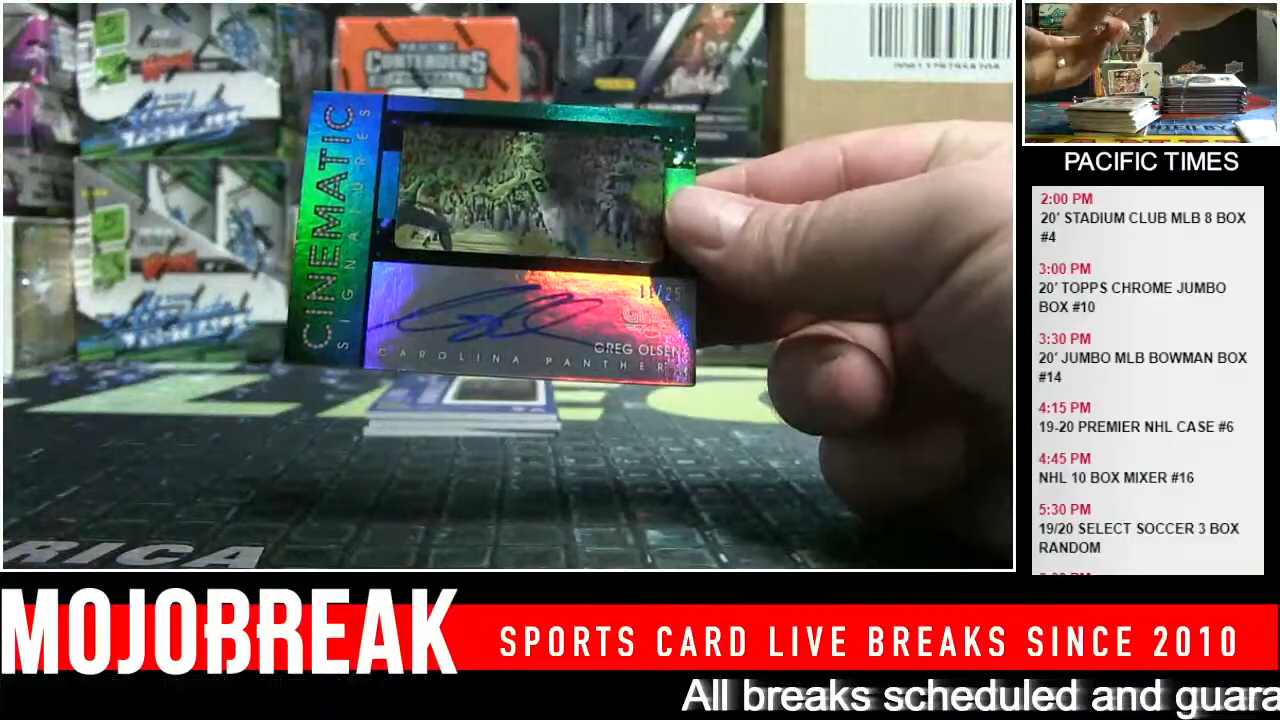 PANINI
CONTENDERS
CINEMATIC
SIGNATURES
11/25
GREG OLSEN
CAROLINA PANTHERS
ERICA
PACIFIC TIMES
2:00 PM
20' STADIUM CLUB MLB 8 BOX
#4
3:00 PM
20' TOPPS CHROME JUMBO
BOX #10
3:30 PM
20' JUMBO MLB BOWMAN BOX
#14
4:15 PM
19-20 PREMIER NHL CASE #6
4:45 PM
NHL 10 BOX MIXER #16
5:30 PM
19/20 SELECT SOCCER 3 BOX
RANDOM
MOJOBREAK
SPORTS CARD LIVE BREAKS SINCE 2010
All breaks scheduled and guara